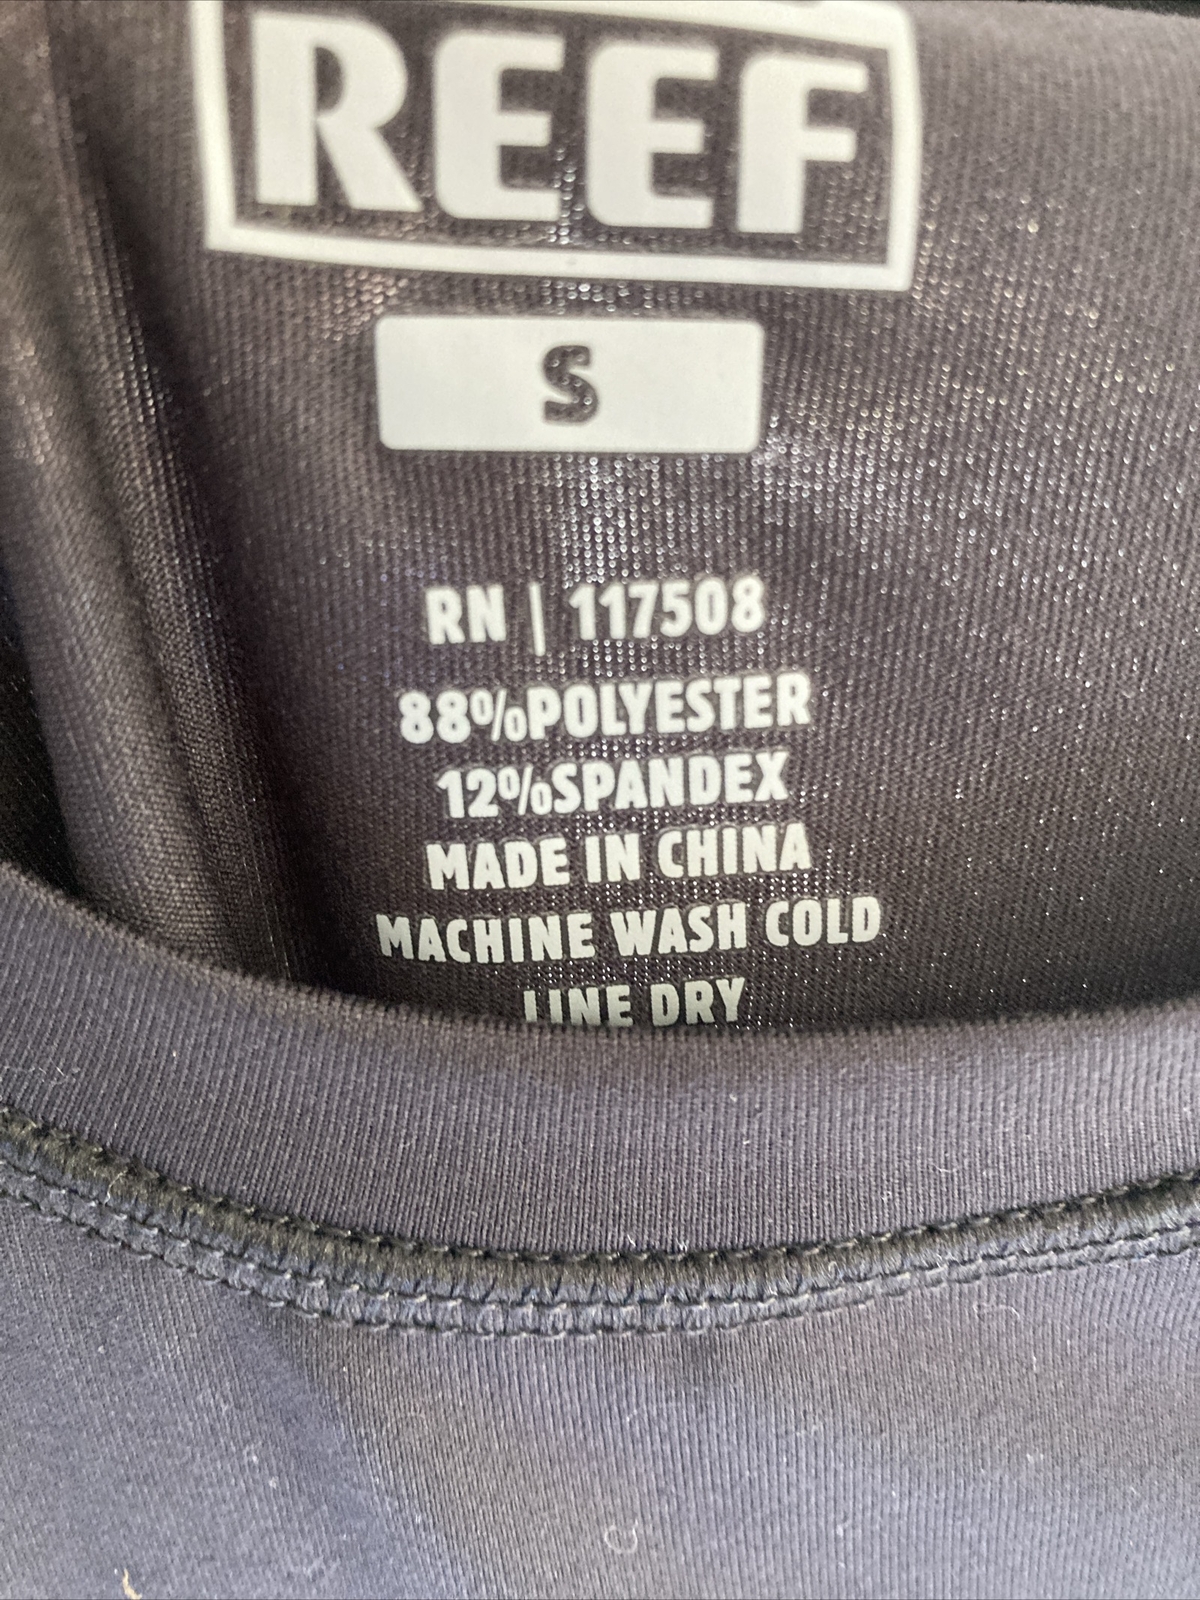 REEF
S
RN | 117508
88%POLYESTER
12%SPANDEX
MADE IN CHINA
MACHINE WASH COLD
LINE DRY